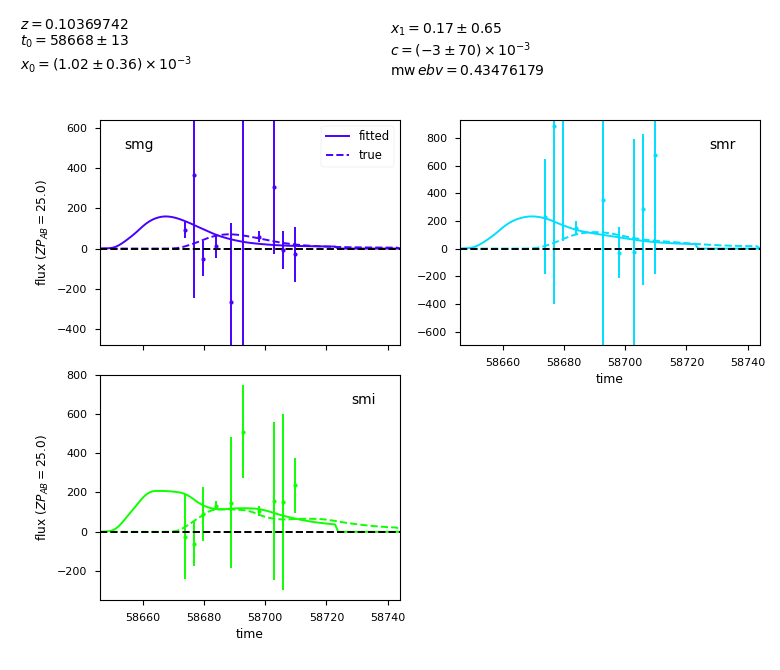 z = 0.10369742
t₀ = 58668 ± 13
x₀ = (1.02 ± 0.36) × 10⁻³
x₁ = 0.17 ± 0.65
c = (−3 ± 70) × 10⁻³
mw ebv = 0.43476179
smg
fitted
true
600
400
200
0
−200
−400
flux (ZP_AB = 25.0)
smr
800
600
400
200
0
−200
−400
−600
58660 58680 58700 58720 58740
time
smi
800
600
400
200
0
−200
flux (ZP_AB = 25.0)
58660 58680 58700 58720 58740
time